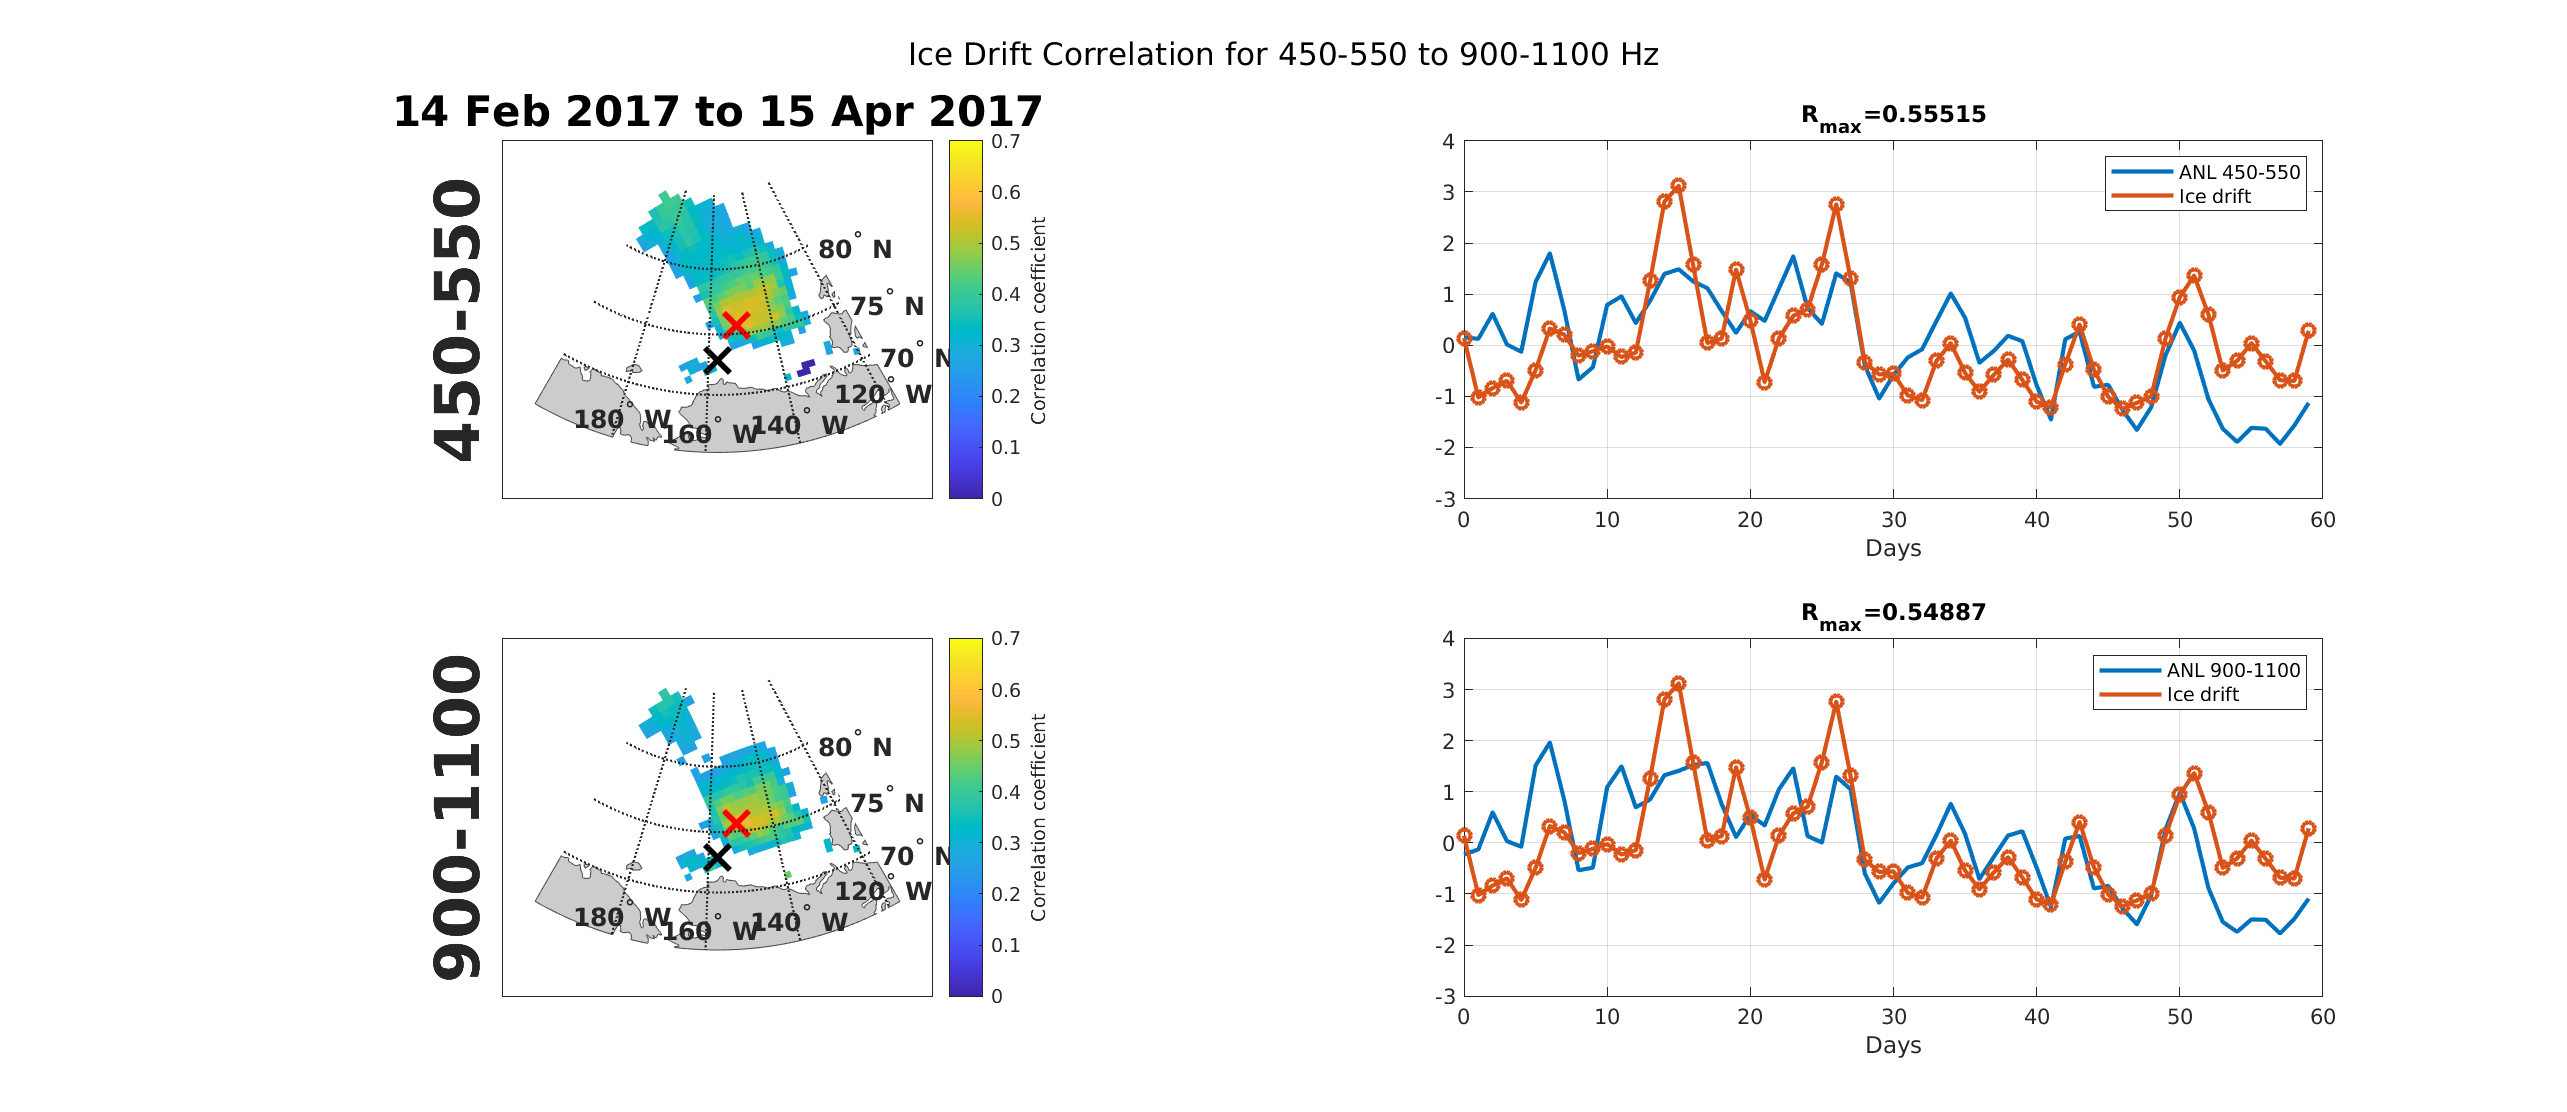 Ice Drift Correlation for 450-550 to 900-1100 Hz
14 Feb 2017 to 15 Apr 2017
450-550
80° N
75° N
70° N
120° W
180° W
160° W
140° W
0.7
0.6
0.5
0.4
0.3
0.2
0.1
0
Correlation coefficient
Rmax=0.55515
4
3
2
1
0
-1
-2
-3
ANL 450-550
Ice drift
0 10 20 30 40 50 60
Days
900-1100
80° N
75° N
70° N
120° W
180° W
160° W
140° W
0.7
0.6
0.5
0.4
0.3
0.2
0.1
0
Correlation coefficient
Rmax=0.54887
4
3
2
1
0
-1
-2
-3
ANL 900-1100
Ice drift
0 10 20 30 40 50 60
Days